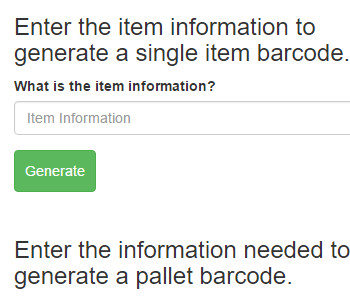 Enter the item information to
generate a single item barcode.
What is the item information?
Item Information
Generate
Enter the information needed to
generate a pallet barcode.